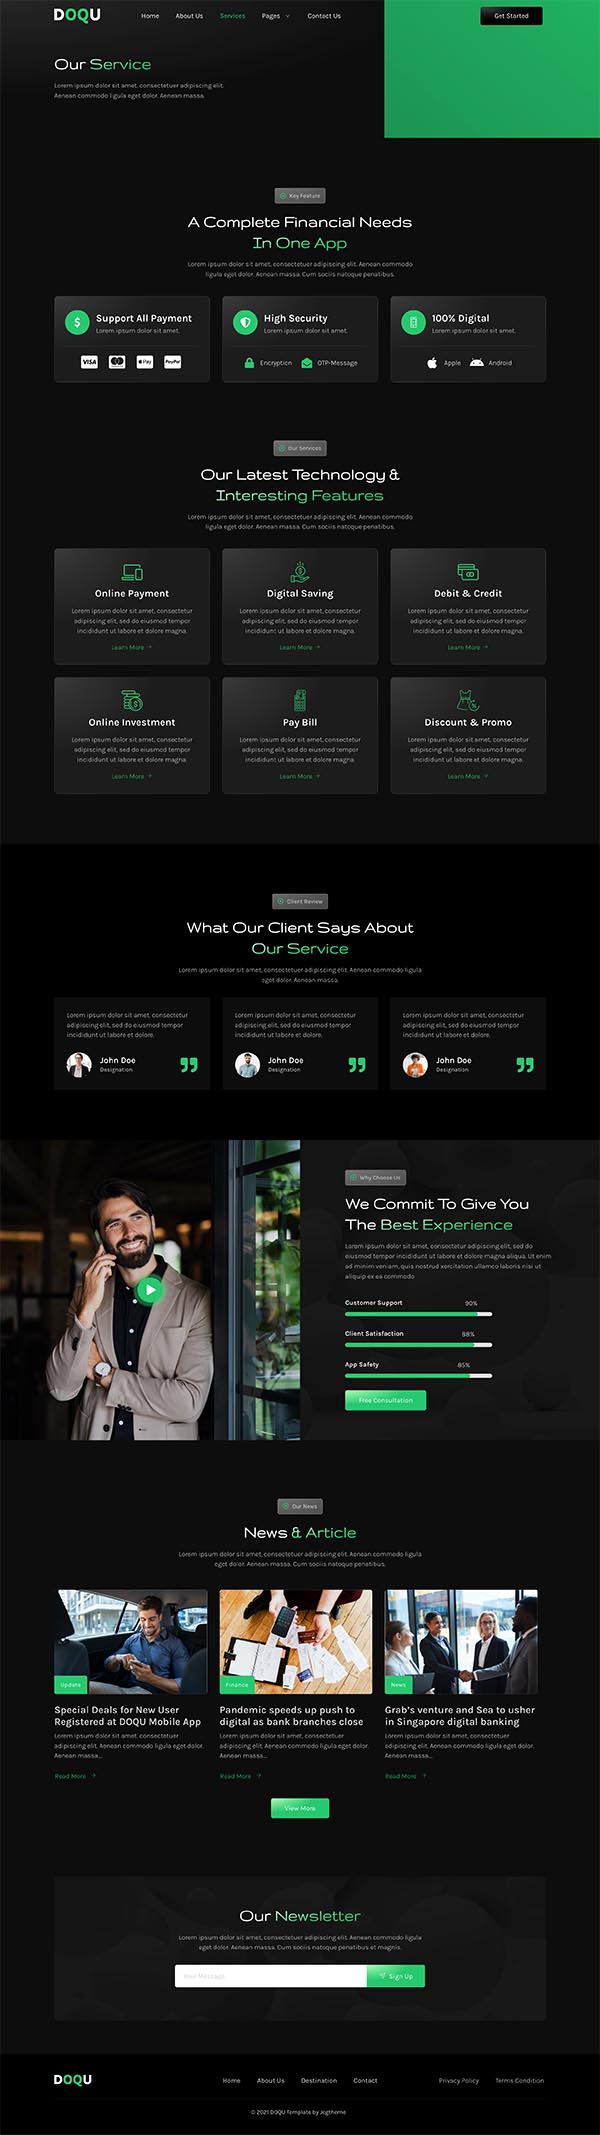 DOQU
Home About Us Services Pages Contact Us
Get Started
Our Service
Lorem ipsum dolor sit amet, consectetuer adipiscing elit.
Aenean commodo ligula eget dolor. Aenean massa.
Key Feature
A Complete Financial Needs
In One App
Lorem ipsum dolor sit amet, consectetuer adipiscing elit. Aenean commodo
ligula eget dolor. Aenean massa. Cum sociis natoque penatibus.
Support All Payment
Lorem ipsum dolor sit amet.
VISA Pay PayPal
High Security
Lorem ipsum dolor sit amet.
Encryption OTP-Message
100% Digital
Lorem ipsum dolor sit amet.
Apple Android
Our Services
Our Latest Technology &
Interesting Features
Lorem ipsum dolor sit amet, consectetuer adipiscing elit. Aenean commodo
ligula eget dolor. Aenean massa. Cum sociis natoque penatibus.
Online Payment
Lorem ipsum dolor sit amet, consectetur
adipiscing elit, sed do eiusmod tempor
incididunt ut labore et dolore magna.
Learn More
Digital Saving
Lorem ipsum dolor sit amet, consectetur
adipiscing elit, sed do eiusmod tempor
incididunt ut labore et dolore magna.
Learn More
Debit & Credit
Lorem ipsum dolor sit amet, consectetur
adipiscing elit, sed do eiusmod tempor
incididunt ut labore et dolore magna.
Learn More
Online Investment
Lorem ipsum dolor sit amet, consectetur
adipiscing elit, sed do eiusmod tempor
incididunt ut labore et dolore magna.
Learn More
Pay Bill
Lorem ipsum dolor sit amet, consectetur
adipiscing elit, sed do eiusmod tempor
incididunt ut labore et dolore magna.
Learn More
Discount & Promo
Lorem ipsum dolor sit amet, consectetur
adipiscing elit, sed do eiusmod tempor
incididunt ut labore et dolore magna.
Learn More
Client Review
What Our Client Says About
Our Service
Lorem ipsum dolor sit amet, consectetuer adipiscing elit. Aenean commodo ligula
eget dolor. Aenean massa.
Lorem ipsum dolor sit amet, consectetur
adipiscing elit, sed do eiusmod tempor
incididunt ut labore et dolore.
John Doe
Designation
Lorem ipsum dolor sit amet, consectetur
adipiscing elit, sed do eiusmod tempor
incididunt ut labore et dolore.
John Doe
Designation
Lorem ipsum dolor sit amet, consectetur
adipiscing elit, sed do eiusmod tempor
incididunt ut labore et dolore.
John Doe
Designation
Why Choose Us
We Commit To Give You
The Best Experience
Lorem ipsum dolor sit amet, consectetur adipiscing elit, sed do
eiusmod tempor incididunt ut labore et dolore magna aliqua. Ut enim
ad minim veniam, quis nostrud xercitation ullamco laboris nisi ut
aliquip ex ea commodo
Customer Support 90%
Client Satisfaction 88%
App Safety 85%
Free Consultation
Our News
News & Article
Lorem ipsum dolor sit amet, consectetuer adipiscing elit. Aenean commodo ligula
eget dolor. Aenean massa. Cum sociis natoque penatibus.
Update
Special Deals for New User
Registered at DOQU Mobile App
Lorem ipsum dolor sit amet, consectetuer
adipiscing elit. Aenean commodo ligula eget dolor.
Aenean massa...
Read More
Finance
Pandemic speeds up push to
digital as bank branches close
Lorem ipsum dolor sit amet, consectetuer
adipiscing elit. Aenean commodo ligula eget dolor.
Aenean massa...
Read More
News
Grab's venture and Sea to usher
in Singapore digital banking
Lorem ipsum dolor sit amet, consectetuer
adipiscing elit. Aenean commodo ligula eget dolor.
Aenean massa...
Read More
View More
Our Newsletter
Lorem ipsum dolor sit amet, consectetuer adipiscing elit. Aenean commodo ligula
eget dolor. Aenean massa. Cum sociis natoque penatibus et magnis.
Your Message
Sign Up
DOQU
Home About Us Destination Contact
Privacy Policy Terms Condition
© 2021 DOQU Template by Jegtheme